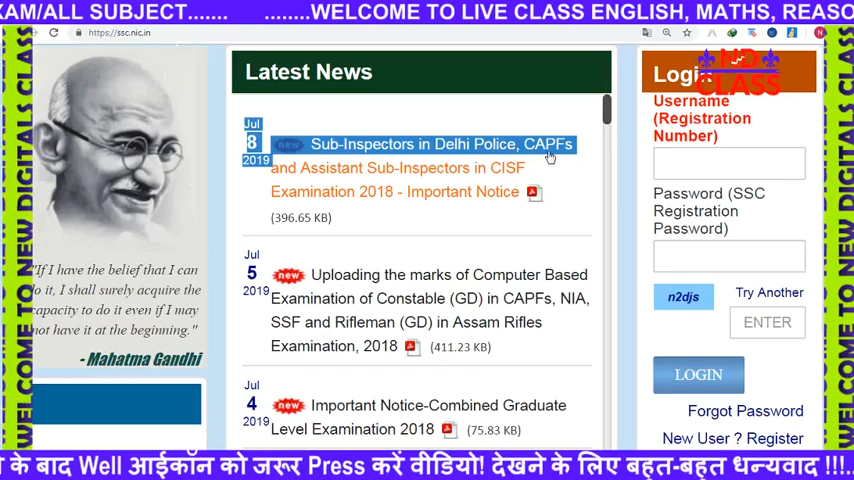 XAM/ALL SUBJECT....... ........WELCOME TO LIVE CLASS ENGLISH, MATHS, REASO
https://ssc.nic.in
"If I have the belief that I can
do it, I shall surely acquire the
capacity to do it even if I may
not have it at the beginning."
- Mahatma Gandhi
Latest News
Jul
8
2019
new Sub-Inspectors in Delhi Police, CAPFs
and Assistant Sub-Inspectors in CISF
Examination 2018 - Important Notice
(396.65 KB)
Jul
5
2019
new Uploading the marks of Computer Based
Examination of Constable (GD) in CAPFs, NIA,
SSF and Rifleman (GD) in Assam Rifles
Examination, 2018 (411.23 KB)
Jul
4
2019
new Important Notice-Combined Graduate
Level Examination 2018 (75.83 KB)
Login
ND
CLASS
Username
(Registration
Number)
Password (SSC
Registration
Password)
n2djs
Try Another
ENTER
LOGIN
Forgot Password
New User ? Register
WELCOME TO NEW DIGITALS CLASS
के बाद Well आईकॉन को जरूर Press करें वीडियो! देखने के लिए बहुत-बहुत धन्यवाद !!!..